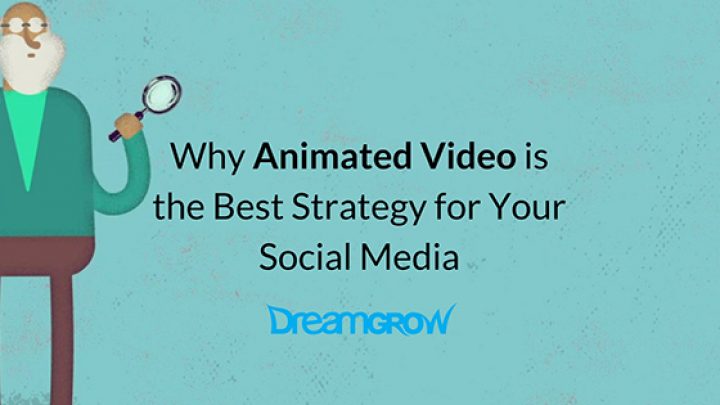 Why Animated Video is
the Best Strategy for Your
Social Media
DreamGROW